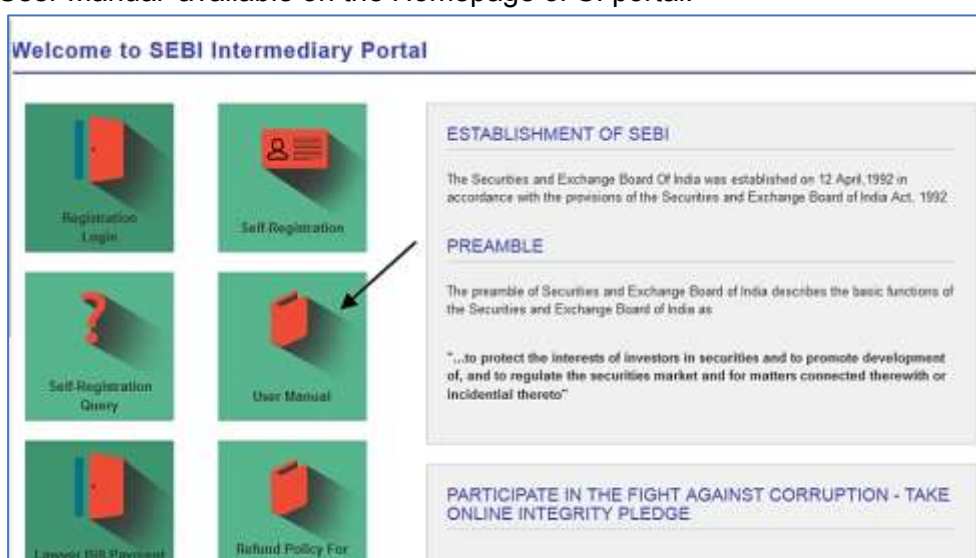 User Manual' available on the Homepage of SI portal.
Welcome to SEBI Intermediary Portal
Registration
Login
Self Registration
Self-Registration
Query
User Manual
Lawyer Bill Payment
Refund Policy For
ESTABLISHMENT OF SEBI
The Securities and Exchange Board Of India was established on 12 April,1992 in
accordance with the provisions of the Securities and Exchange Board of India Act, 1992
PREAMBLE
The preamble of Securities and Exchange Board of India describes the basic functions of
the Securities and Exchange Board of India as
"...to protect the interests of investors in securities and to promote development
of, and to regulate the securities market and for matters connected therewith or
incidential thereto"
PARTICIPATE IN THE FIGHT AGAINST CORRUPTION - TAKE
ONLINE INTEGRITY PLEDGE